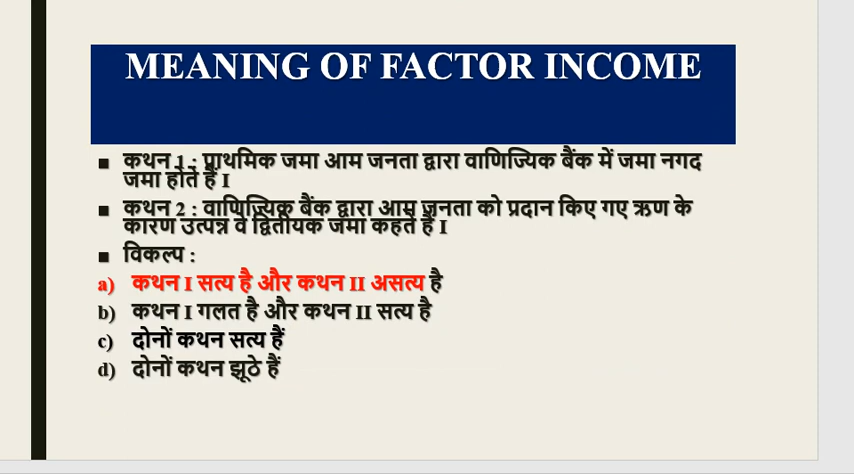 MEANING OF FACTOR INCOME
▪ कथन 1 : प्राथमिक जमा आम जनता द्वारा वाणिज्यिक बैंक में जमा नगद
जमा होते हैं I
▪ कथन 2 : वाणिज्यिक बैंक द्वारा आम जनता को प्रदान किए गए ऋण के
कारण उत्पन्न वे द्वितीयक जमा कहते हैं I
▪ विकल्प :
a) कथन I सत्य है और कथन II असत्य है
b) कथन I गलत है और कथन II सत्य है
c) दोनों कथन सत्य हैं
d) दोनों कथन झूठे हैं